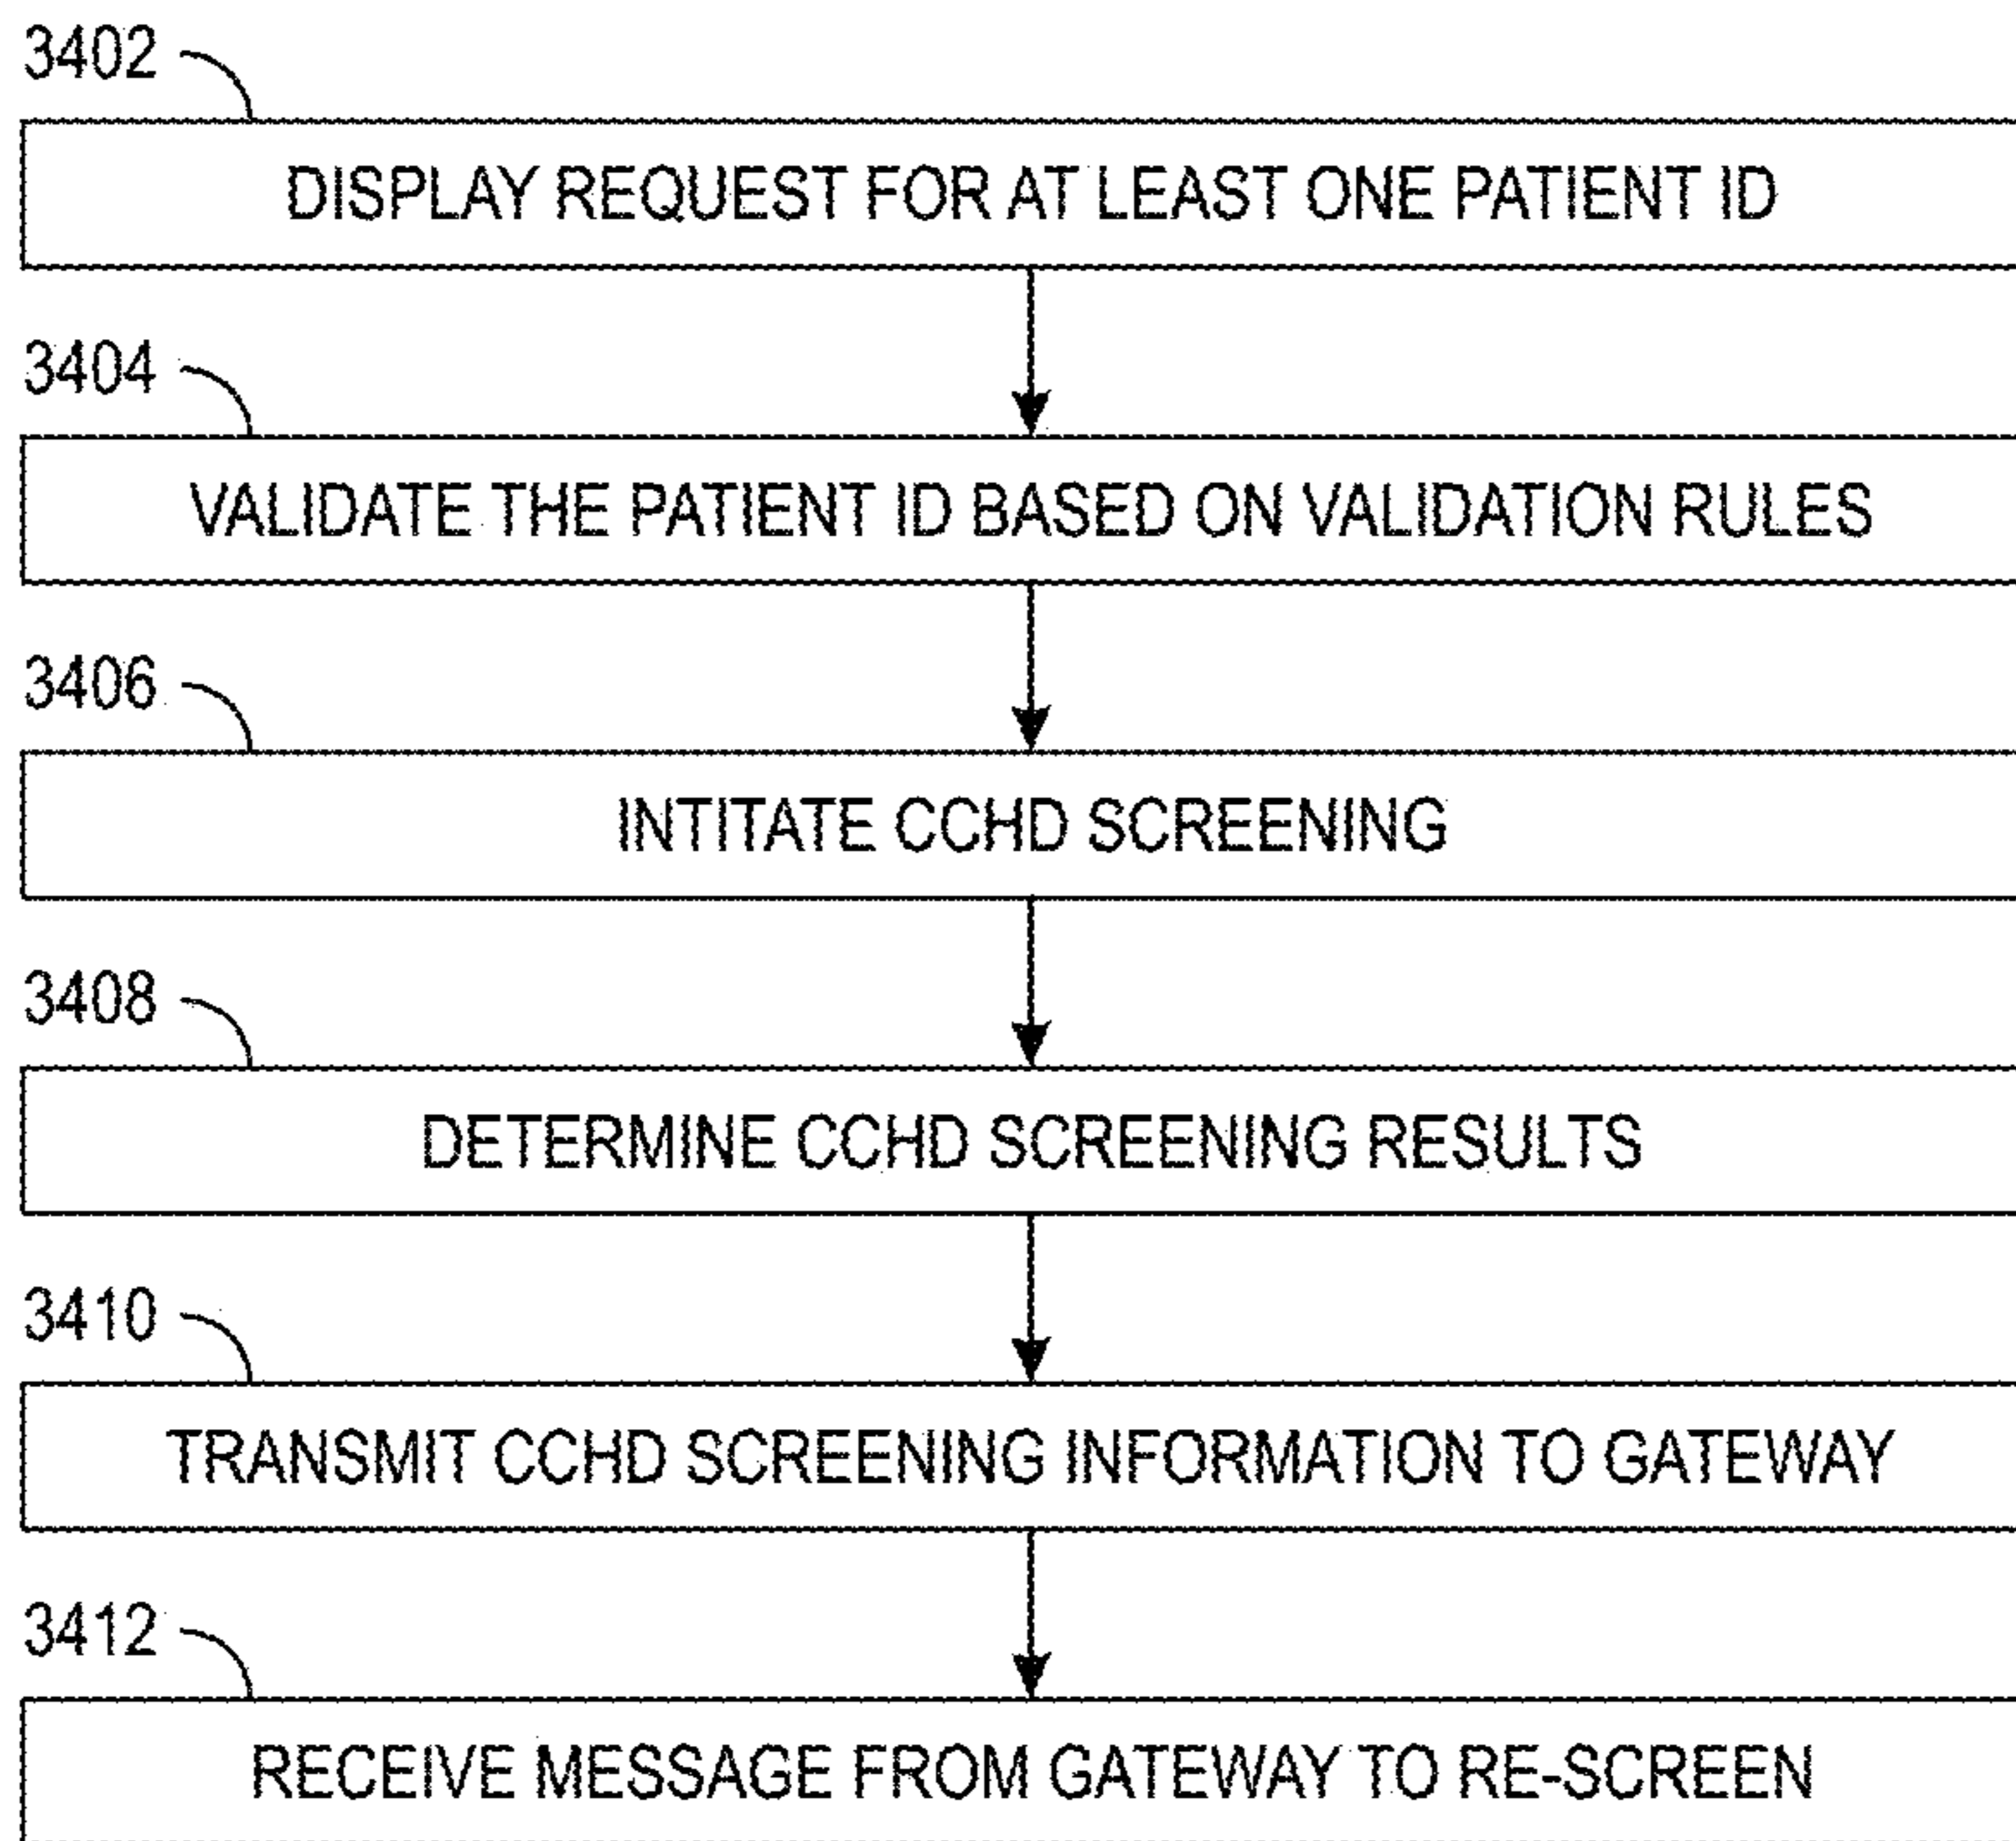 3402
DISPLAY REQUEST FOR AT LEAST ONE PATIENT ID
3404
VALIDATE THE PATIENT ID BASED ON VALIDATION RULES
3406
INTITATE CCHD SCREENING
3408
DETERMINE CCHD SCREENING RESULTS
3410
TRANSMIT CCHD SCREENING INFORMATION TO GATEWAY
3412
RECEIVE MESSAGE FROM GATEWAY TO RE-SCREEN